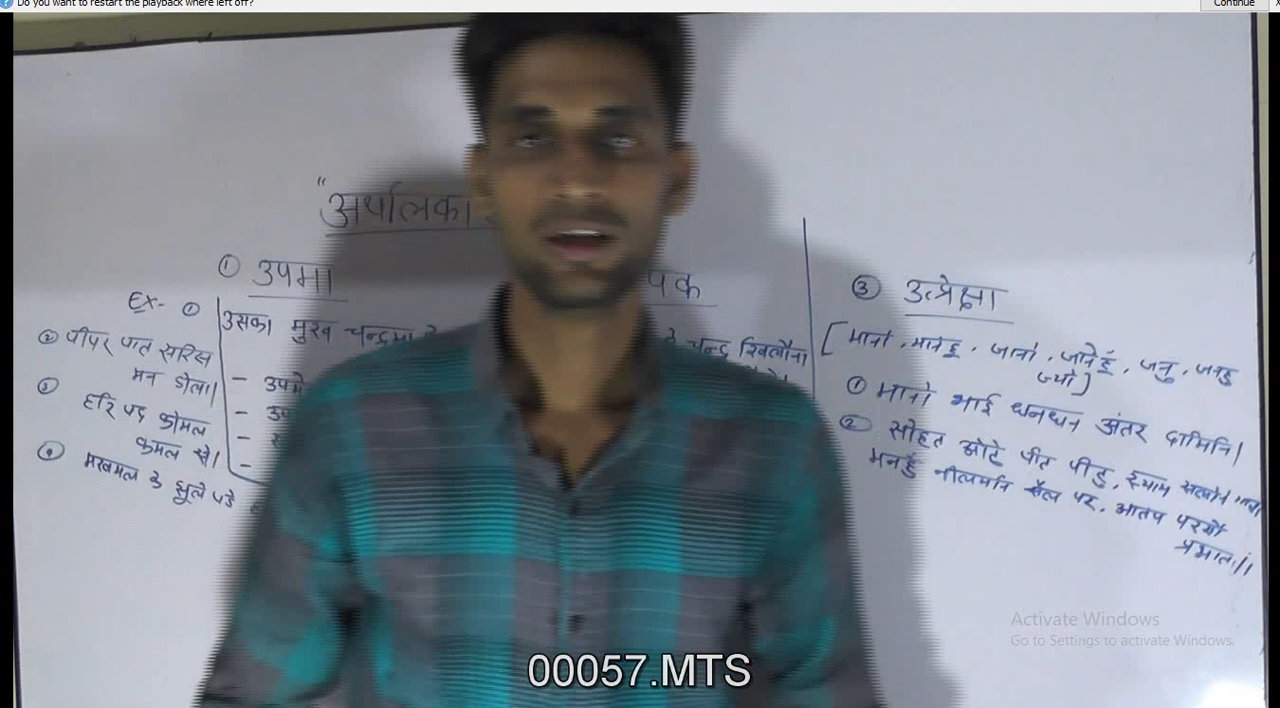 Do you want to restart the playback where left off?
Continue
"अर्थालंका
① उपमा
Ex- ①
उसका मुख चन्द्रमा
② पीपर पात सरिस
मन डोला।
③ हरि पद कोमल
कमल से।
④ मखमल के झूले पड़े
- उपमे
- उप
-
-
पक
चन्द्र खिलौना
③ उत्प्रेक्षा
[मानो, मानहू, जानो, जानेहुँ, जनु, जनहु
ज्यों]
① मानो भाई घनघन अंतर दामिनि।
② सोहत ओढे पीत पीटु, श्याम सलोने
मनहुँ नीलमनि सैल पर, आतप परयौ
प्रभात।।
Activate Windows
Go to Settings to activate Windows.
00057.MTS